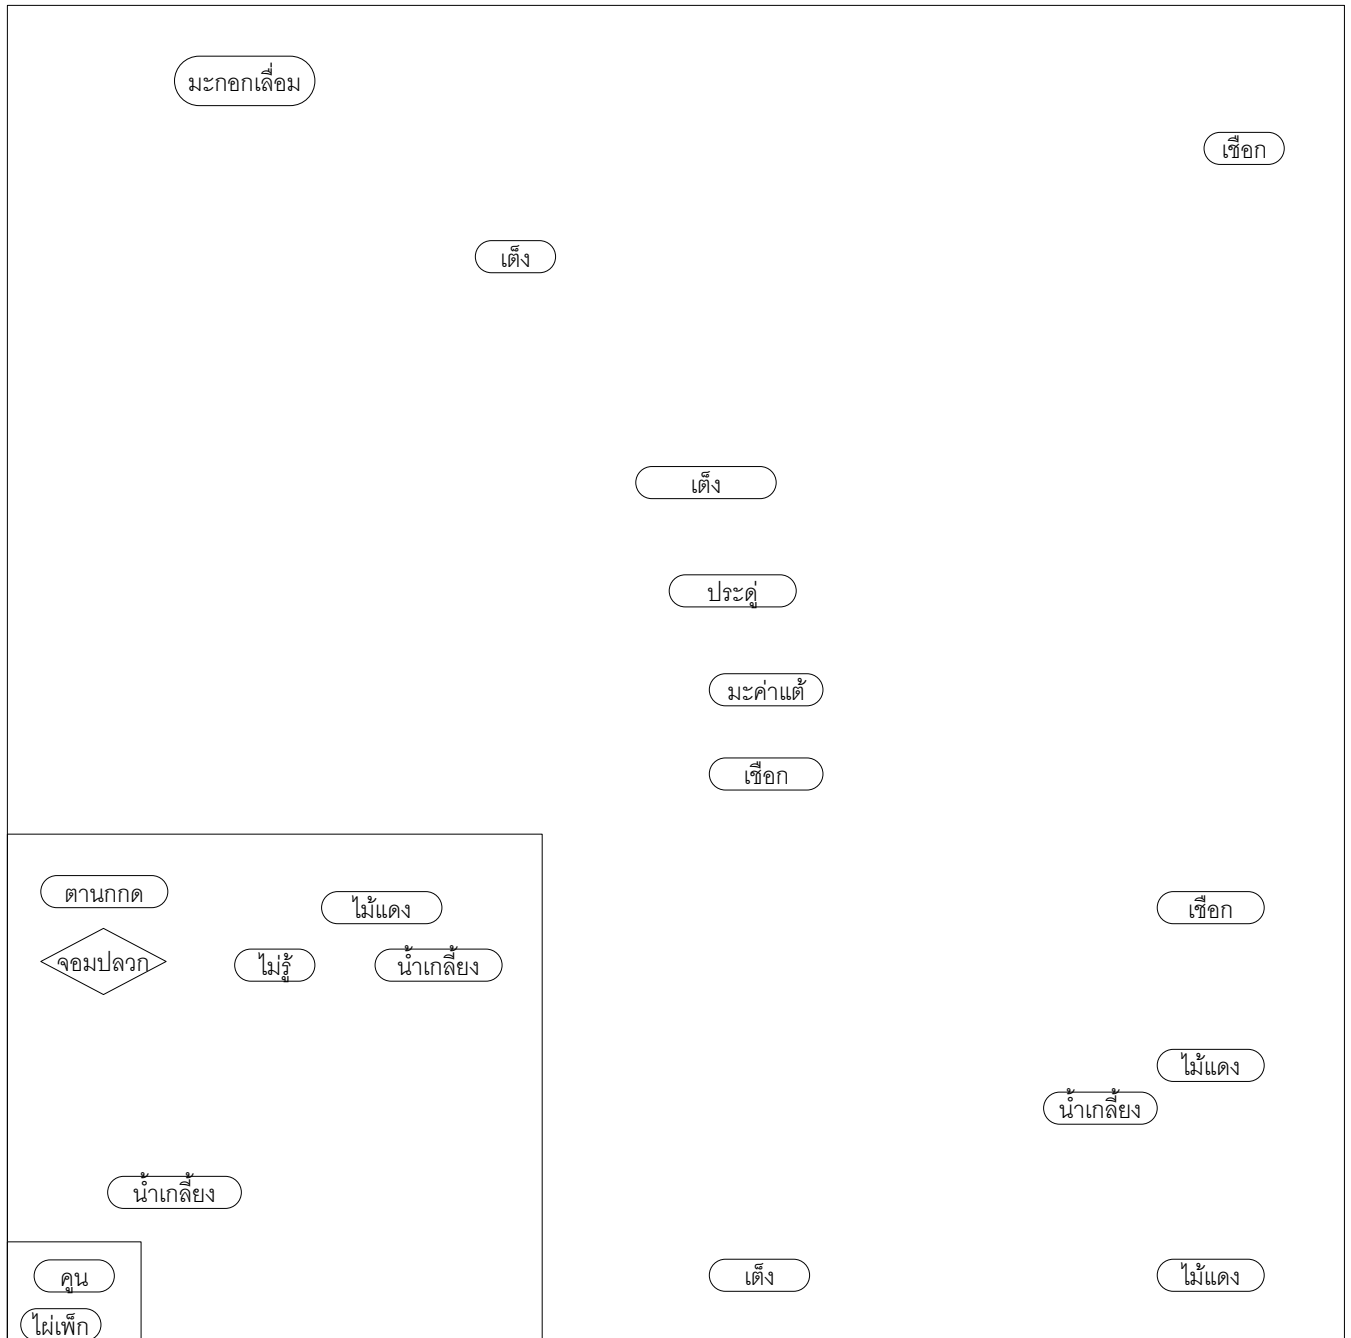 มะกอกเลื่อม
เชือก
เต็ง
เต็ง
ประดู่
มะค่าแต้
เชือก
ตานกกด
ไม้แดง
เชือก
จอมปลวก
ไม่รู้
น้ำเกลี้ยง
ไม้แดง
น้ำเกลี้ยง
น้ำเกลี้ยง
คูน
เต็ง
ไม้แดง
ไผ่เพ็ก